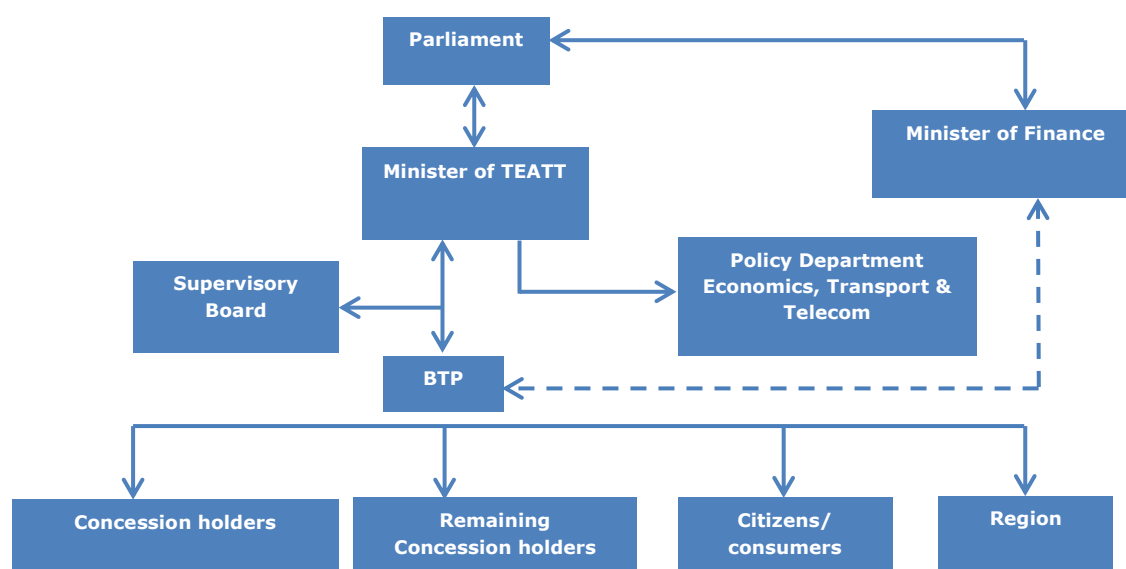 Parliament
Minister of Finance
Minister of TEATT
Policy Department
Economics, Transport &
Telecom
Supervisory
Board
BTP
Concession holders
Remaining
Concession holders
Citizens/
consumers
Region